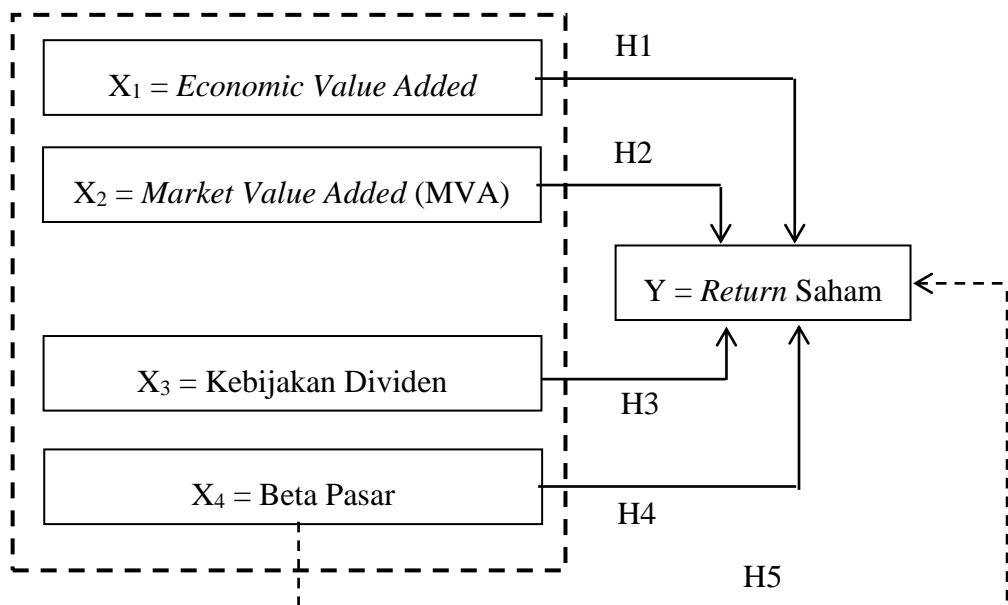 H1
X₁ = Economic Value Added
H2
X₂ = Market Value Added (MVA)
Y = Return Saham
X₃ = Kebijakan Dividen
H3
X₄ = Beta Pasar
H4
H5